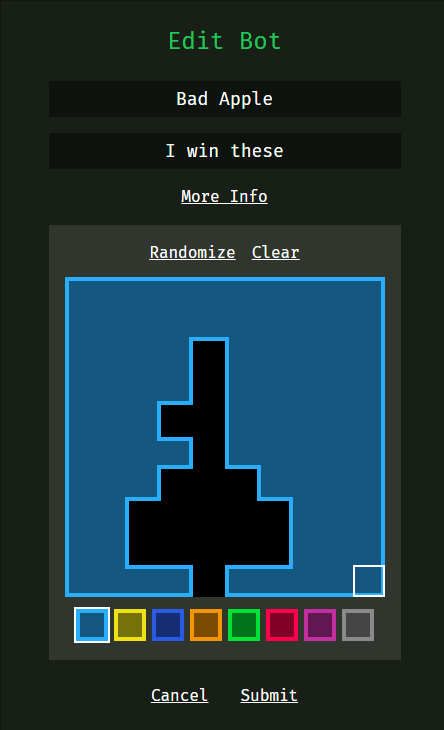 Edit Bot
Bad Apple
I win these
More Info
Randomize Clear
Cancel Submit